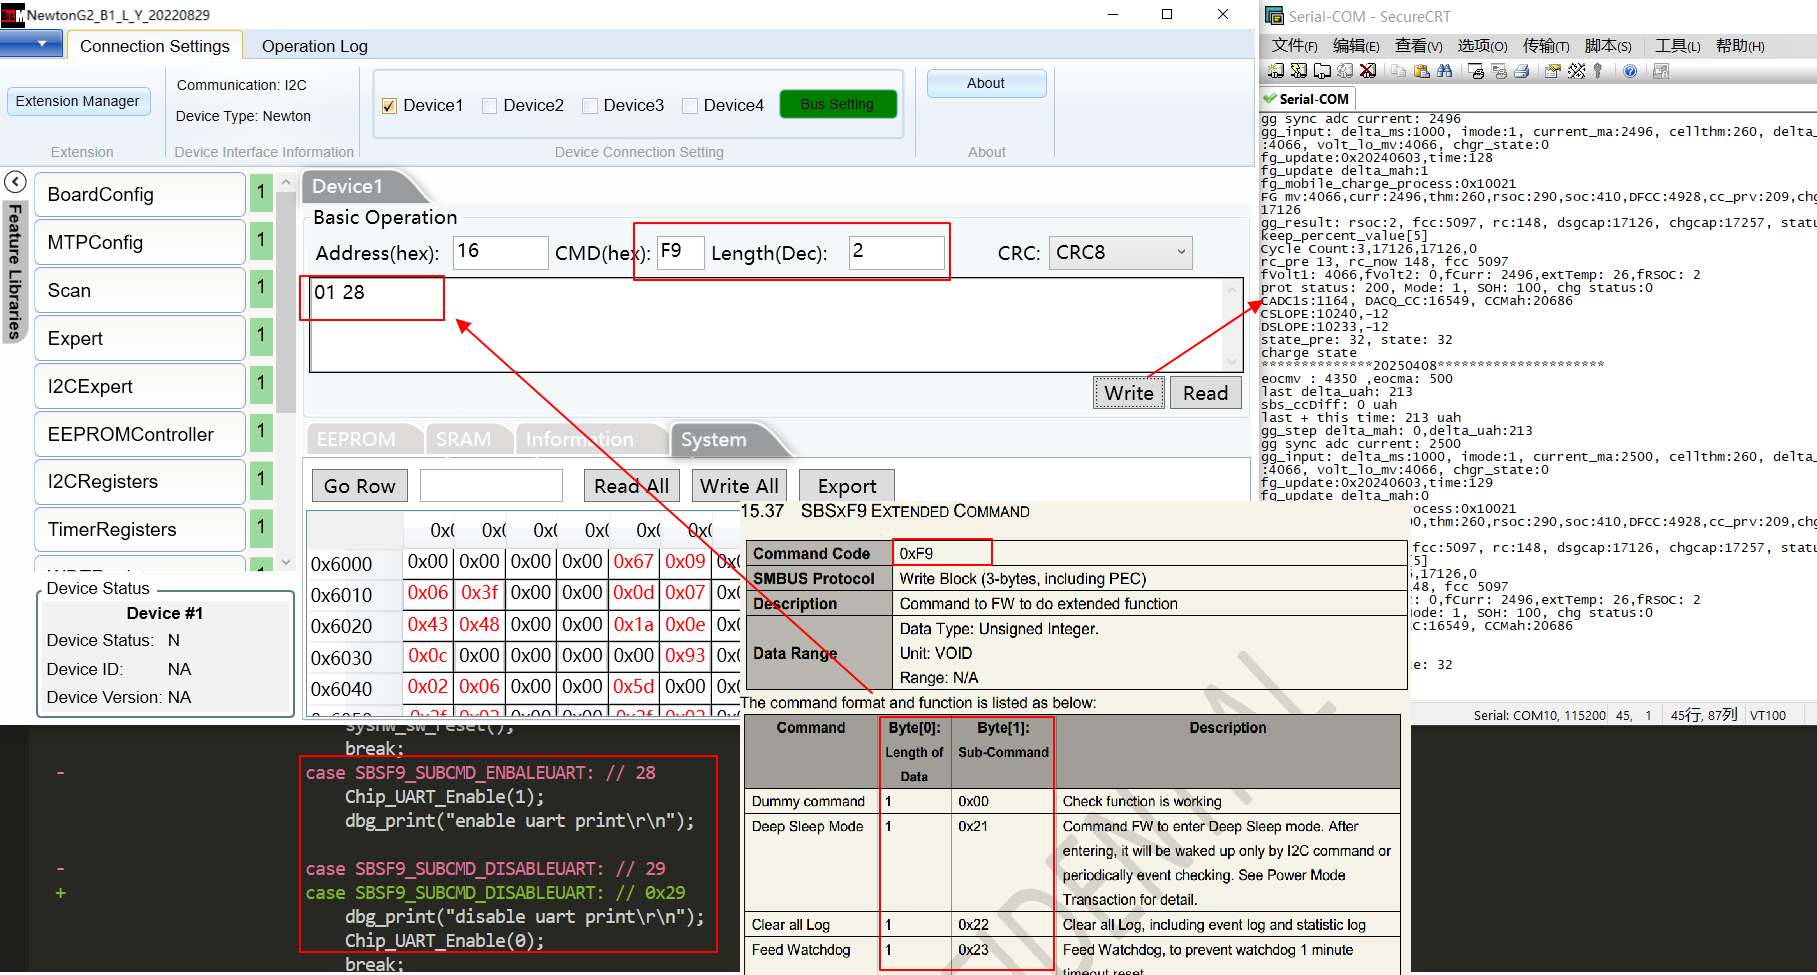 NewtonG2_B1_L_Y_20220829
Connection Settings
Operation Log
Extension Manager
Extension
Communication: I2C
Device Type: Newton
Device Interface Information
Device1
Device2
Device3
Device4
Bus Setting
Device Connection Setting
About
About
Feature Libraries
BoardConfig 1
MTPConfig 1
Scan 1
Expert 1
I2CExpert 1
EEPROMController 1
I2CRegisters 1
TimerRegisters 1
Device Status
Device #1
Device Status: N
Device ID: NA
Device Version: NA
Device1
Basic Operation
Address(hex): 16 CMD(hex): F9 Length(Dec): 2 CRC: CRC8
01 28
Write Read
EEPROM SRAM Information System
Go Row Read All Write All Export
0x6000 0x00 0x00 0x00 0x00 0x67 0x09
0x6010 0x06 0x3f 0x00 0x00 0x0d 0x07
0x6020 0x43 0x48 0x00 0x00 0x1a 0x0e
0x6030 0x0c 0x00 0x00 0x00 0x00 0x93
0x6040 0x02 0x06 0x00 0x00 0x5d 0x00
Serial-COM - SecureCRT
文件(F) 编辑(E) 查看(V) 选项(O) 传输(T) 脚本(S) 工具(L) 帮助(H)
Serial-COM
gg sync adc current: 2496
gg_input: delta_ms:1000, imode:1, current_ma:2496, cellthm:260, delta_
:4066, volt_lo_mv:4066, chgr_state:0
fg_update:0x20240603,time:128
fg_update delta_mah:1
fg_mobile_charge_process:0x10021
FG mv:4066,curr:2496,thm:260,rsoc:290,soc:410,DFCC:4928,cc_prv:209,chg
17126
gg_result: rsoc:2, fcc:5097, rc:148, dsgcap:17126, chgcap:17257, statu
keep_percent_value[5]
Cycle Count:3,17126,17126,0
rc_pre 13, rc_now 148, fcc 5097
fVolt1: 4066,fVolt2: 0,fCurr: 2496,extTemp: 26,fRSOC: 2
prot status: 200, Mode: 1, SOH: 100, chg status:0
CADC1s:1164, DACQ_CC:16549, CCMah:20686
CSLOPE:10240,-12
DSLOPE:10233,-12
state_pre: 32, state: 32
charge state
**************20250408*********************
eocmv : 4350 ,eocma: 500
last delta_uah: 213
sbs_ccDiff: 0 uah
last + this time: 213 uah
gg_step delta_mah: 0,delta_uah:213
gg sync adc current: 2500
gg_input: delta_ms:1000, imode:1, current_ma:2500, cellthm:260, delta_
:4066, volt_lo_mv:4066, chgr_state:0
fg_update:0x20240603,time:129
fg_update delta_mah:0
process:0x10021
00,thm:260,rsoc:290,soc:410,DFCC:4928,cc_prv:209,chg
fcc:5097, rc:148, dsgcap:17126, chgcap:17257, statu
5]
,17126,0
48, fcc 5097
: 0,fCurr: 2496,extTemp: 26,fRSOC: 2
ode: 1, SOH: 100, chg status:0
C:16549, CCMah:20686
e: 32
Serial: COM10, 115200 45, 1 45行, 87列 VT100
15.37 SBSxF9 EXTENDED COMMAND
Command Code 0xF9
SMBUS Protocol Write Block (3-bytes, including PEC)
Description Command to FW to do extended function
Data Range Data Type: Unsigned Integer.
Unit: VOID
Range: N/A
The command format and function is listed as below:
Command Byte[0]: Length of Data Byte[1]: Sub-Command Description
Dummy command 1 0x00 Check function is working
Deep Sleep Mode 1 0x21 Command FW to enter Deep Sleep mode. After
entering, it will be waked up only by I2C command or
periodically event checking. See Power Mode
Transaction for detail.
Clear all Log 1 0x22 Clear all Log, including event log and statistic log
Feed Watchdog 1 0x23 Feed Watchdog, to prevent watchdog 1 minute
timeout reset
break;
- case SBSF9_SUBCMD_ENBALEUART: // 28
Chip_UART_Enable(1);
dbg_print("enable uart print\r\n");
- case SBSF9_SUBCMD_DISABLEUART: // 29
+ case SBSF9_SUBCMD_DISABLEUART: // 0x29
dbg_print("disable uart print\r\n");
Chip_UART_Enable(0);
break;